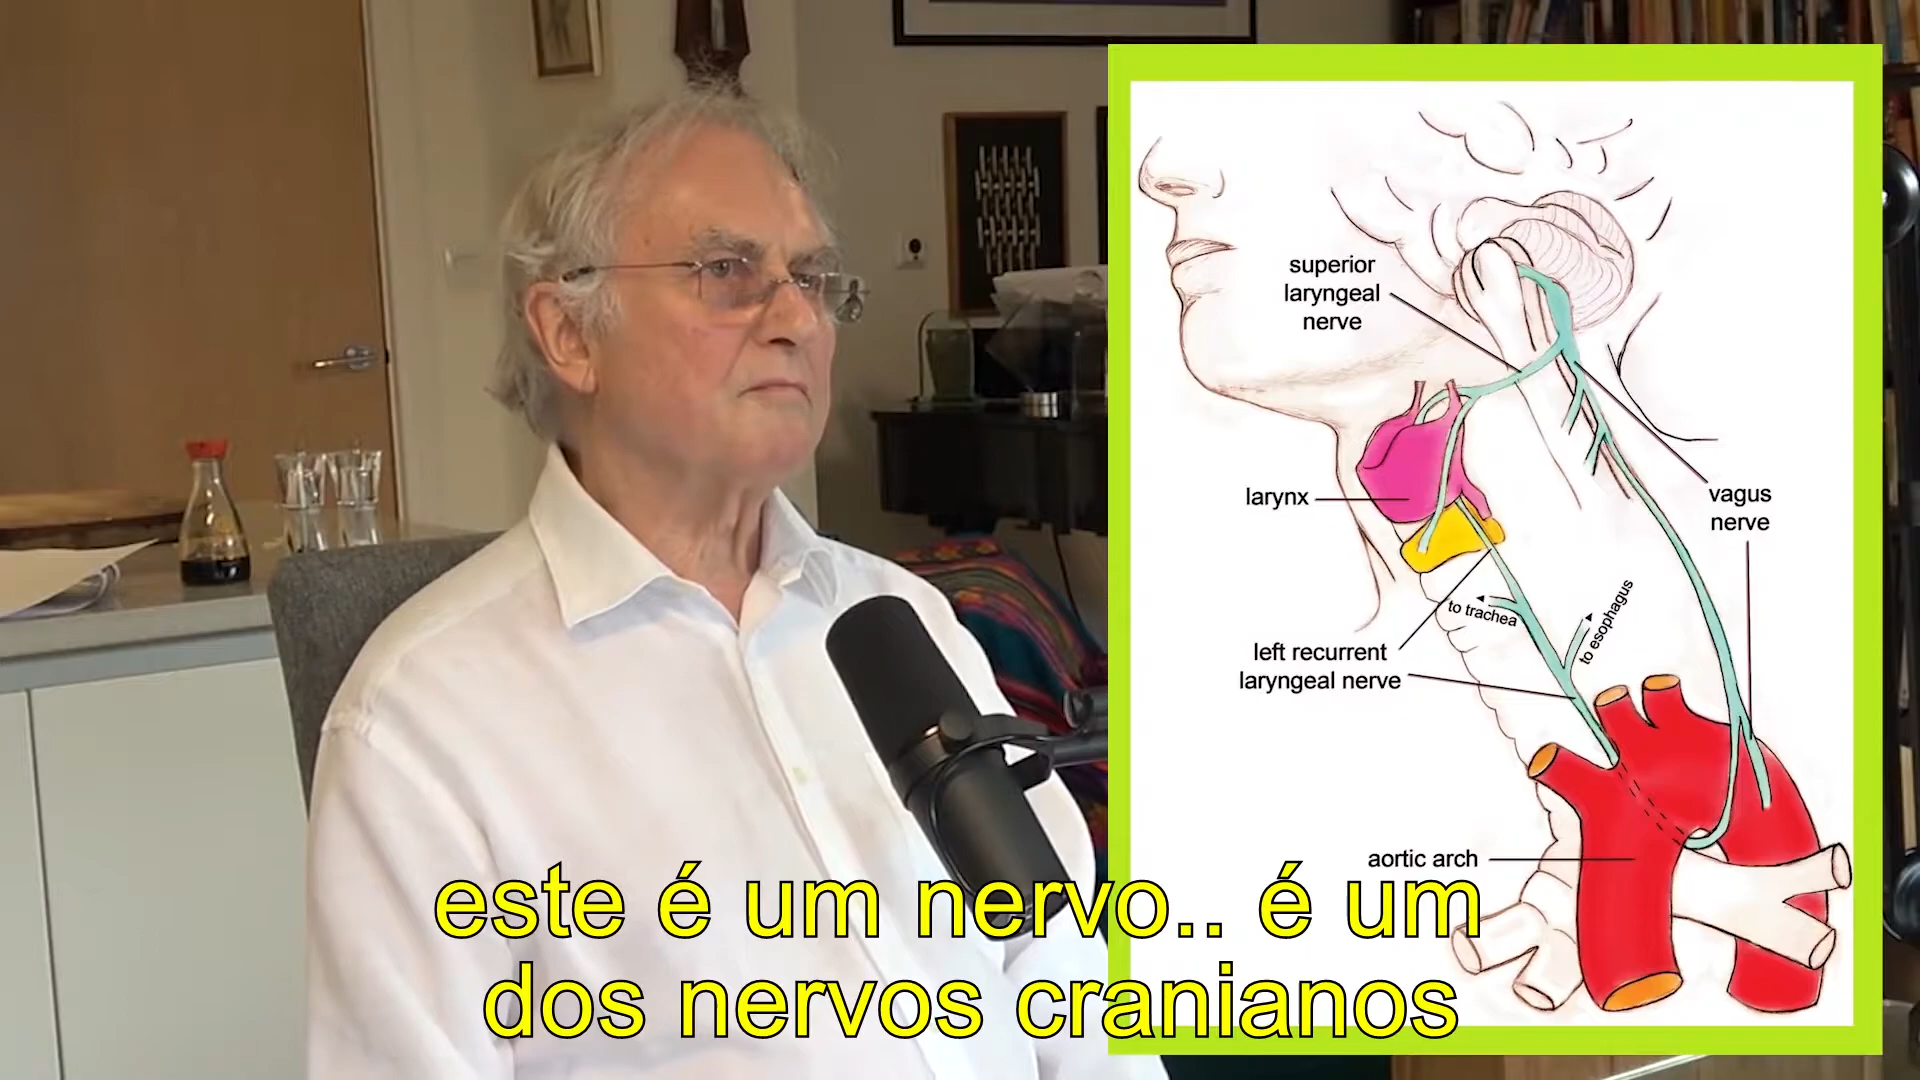 superior
laryngeal
nerve
larynx
vagus
nerve
to trachea
to esophagus
left recurrent
laryngeal nerve
aortic arch
este é um nervo.. é um
dos nervos cranianos